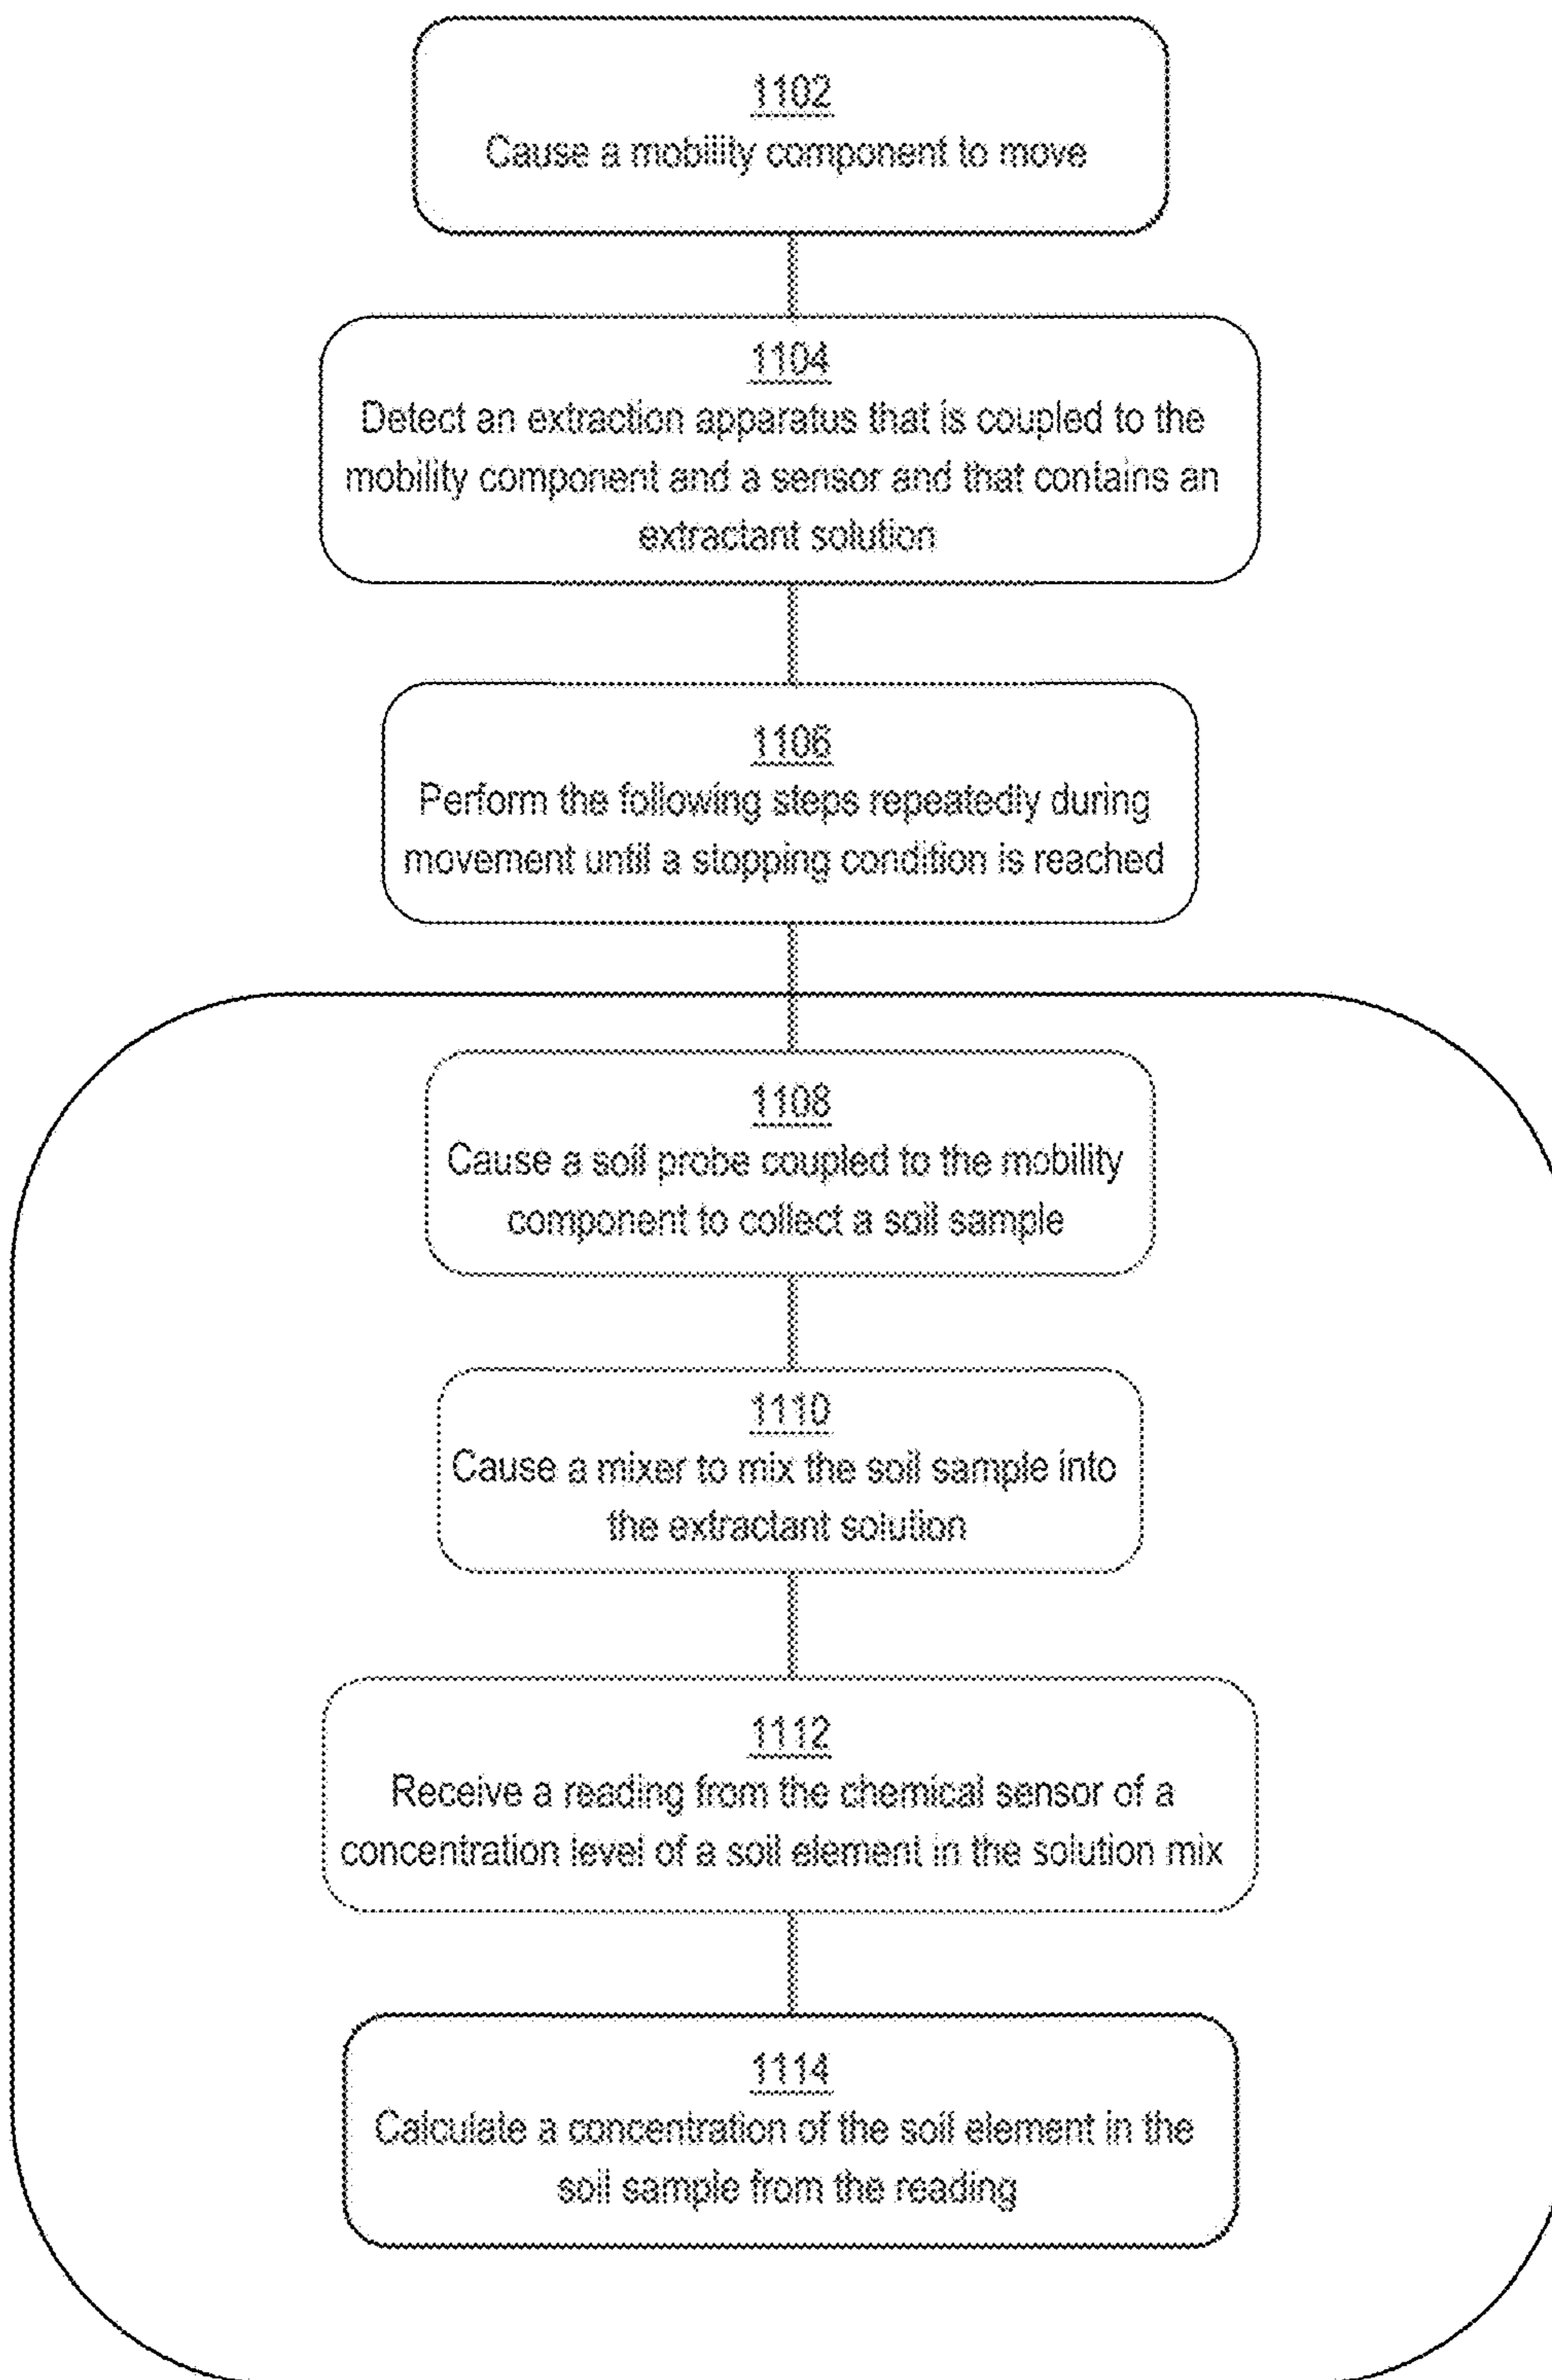 1102
Cause a mobility component to move
1104
Detect an extraction apparatus that is coupled to the
mobility component and a sensor and that contains an
extractant solution
1106
Perform the following steps repeatedly during
movement until a stopping condition is reached
1108
Cause a soil probe coupled to the mobility
component to collect a soil sample
1110
Cause a mixer to mix the soil sample into
the extractant solution
1112
Receive a reading from the chemical sensor of a
concentration level of a soil element in the solution mix
1114
Calculate a concentration of the soil element in the
soil sample from the reading